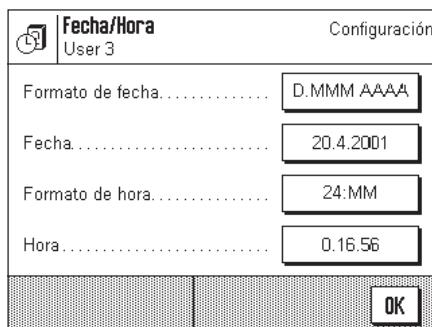 Fecha/Hora
User 3
Configuración
Formato de fecha.............. D.MMM AAAA
Fecha......................... 20.4.2001
Formato de hora............... 24:MM
Hora.......................... 0.16.56
OK